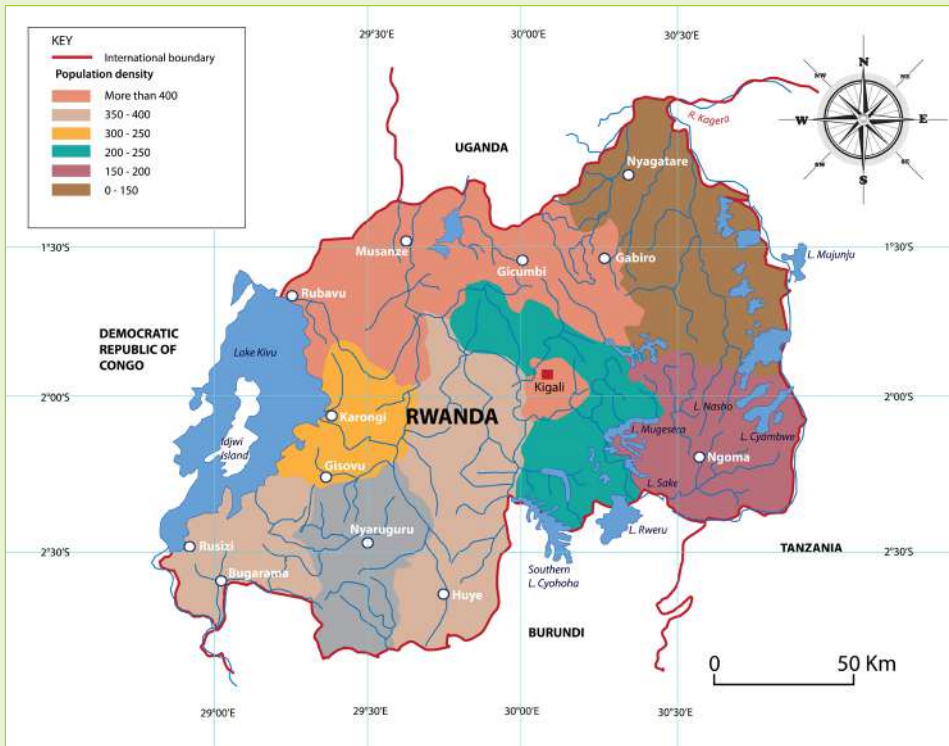 KEY
International boundary
Population density
More than 400
350 - 400
300 - 250
200 - 250
150 - 200
0 - 150
29°30'E
30°00'E
30°30'E
N
NE
E
SE
S
SW
W
NW
R. Kagera
UGANDA
Nyagatare
1°30'S
Musanze
Gicumbi
Gabiro
L. Mujunju
1°30'S
Rubavu
DEMOCRATIC
REPUBLIC OF
CONGO
Lake Kivu
Kigali
2°00'S
Karongi
RWANDA
L. Nasho
2°00'S
Idjwi
Island
L. Mugesera
L. Cyambwe
Gisovu
Ngoma
L. Sake
Nyaruguru
L. Rweru
2°30'S
Rusizi
TANZANIA
2°30'S
Bugarama
Southern
L. Cyohoha
Huye
BURUNDI
0
50 Km
29°00'E
29°30'E
30°00'E
30°30'E